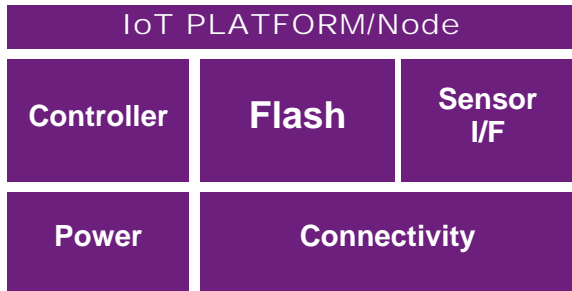 IoT PLATFORM/Node
Controller
Flash
Sensor
I/F
Power
Connectivity